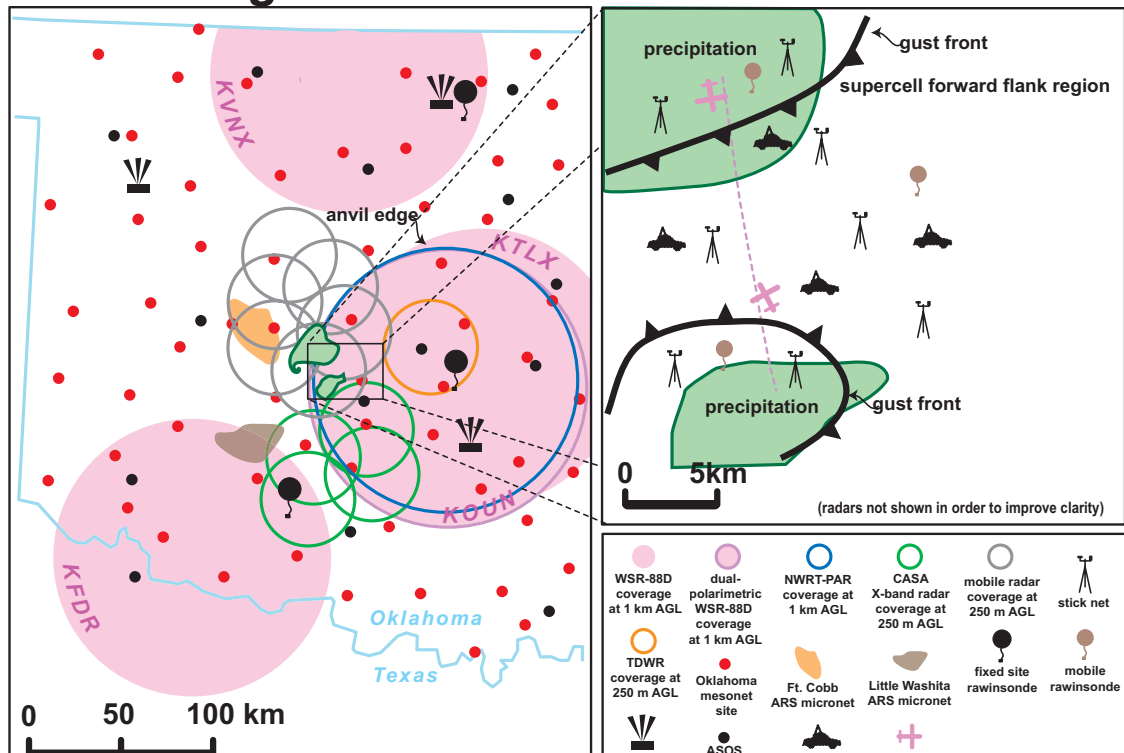 KVNX
anvil edge
KTLX
KOUN
KFDR
Oklahoma
Texas
0
50
100 km
precipitation
gust front
supercell forward flank region
precipitation
gust front
0
5km
(radars not shown in order to improve clarity)
WSR-88D
coverage
at 1 km AGL
dual-
polarimetric
WSR-88D
coverage
at 1 km AGL
NWRT-PAR
coverage at
1 km AGL
CASA
X-band radar
coverage at
250 m AGL
mobile radar
coverage at
250 m AGL
stick net
TDWR
coverage at
250 m AGL
Oklahoma
mesonet
site
Ft. Cobb
ARS micronet
Little Washita
ARS micronet
fixed site
rawinsonde
mobile
rawinsonde
ASOS